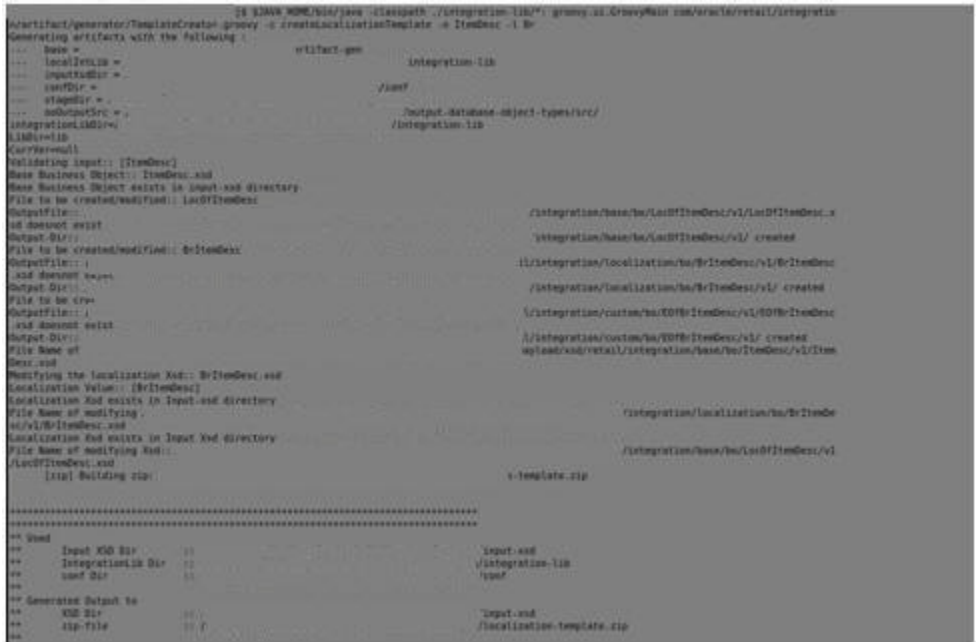 [$ $JAVA_HOME/bin/java -classpath ./integration-lib/*: groovy.ui.GroovyMain com/oracle/retail/integratio
n/artifact/generator/TemplateCreator.groovy -c createLocalizationTemplate -o ItemDesc -l Br
Generating artifacts with the following :
--- base = artifact-gen
--- localIntLib = integration-lib
--- inputXsdDir = .
--- confDir = /conf
--- stageDir = .
--- ooOutputSrc = . /output-database-object-types/src/
integrationLibDir=/ /integration-lib
LibDir=lib
CurrVer=null
Validating input:: [ItemDesc]
Base Business Object:: ItemDesc.xsd
Base Business Object exists in input-xsd directory
File to be created/modified:: LocOfItemDesc
OutputFile:: /integration/base/bo/LocOfItemDesc/v1/LocOfItemDesc.x
sd doesnot exist
Output-Dir:: integration/base/bo/LocOfItemDesc/v1/ created
File to be created/modified:: BrItemDesc
OutputFile:: / il/integration/localization/bo/BrItemDesc/v1/BrItemDesc
.xsd doesnot
Output-Dir:: . /integration/localization/bo/BrItemDesc/v1/ created
File to be cre
OutputFile:: / l/integration/custom/bo/EOfBrItemDesc/v1/EOfBrItemDesc
.xsd doesnot exist
Output-Dir:: l/integration/custom/bo/EOfBrItemDesc/v1/ created
File Name of ayload/xsd/retail/integration/base/bo/ItemDesc/v1/Item
Desc.xsd
Modifying the localization Xsd:: BrItemDesc.xsd
Localization Value:: [BrItemDesc]
Localization Xsd exists in Input-xsd directory
File Name of modifying . /integration/localization/bo/BrItemDe
sc/v1/BrItemDesc.xsd
Localization Xsd exists in Input Xsd directory
File Name of modifying Xsd:: /integration/base/bo/LocOfItemDesc/v1
/LocOfItemDesc.xsd
[zip] Building zip: s-template.zip
** Used
** Input XSD Dir :: input-xsd
** IntegrationLib Dir :: /integration-lib
** conf Dir :: /conf
**
** Generated Output to
** XSD Dir :: input-xsd
** zip-file :: / /localization-template.zip
**